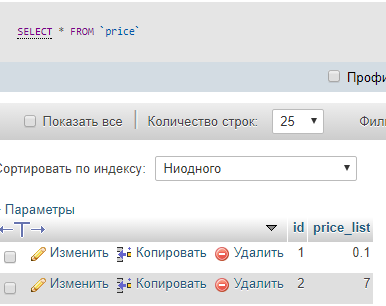 SELECT * FROM `price`
Профи
Показать все Количество строк: 25 Фил
Сортировать по индексу: Ниодного
Параметры
id price_list
Изменить Копировать Удалить 1 0.1
Изменить Копировать Удалить 2 7